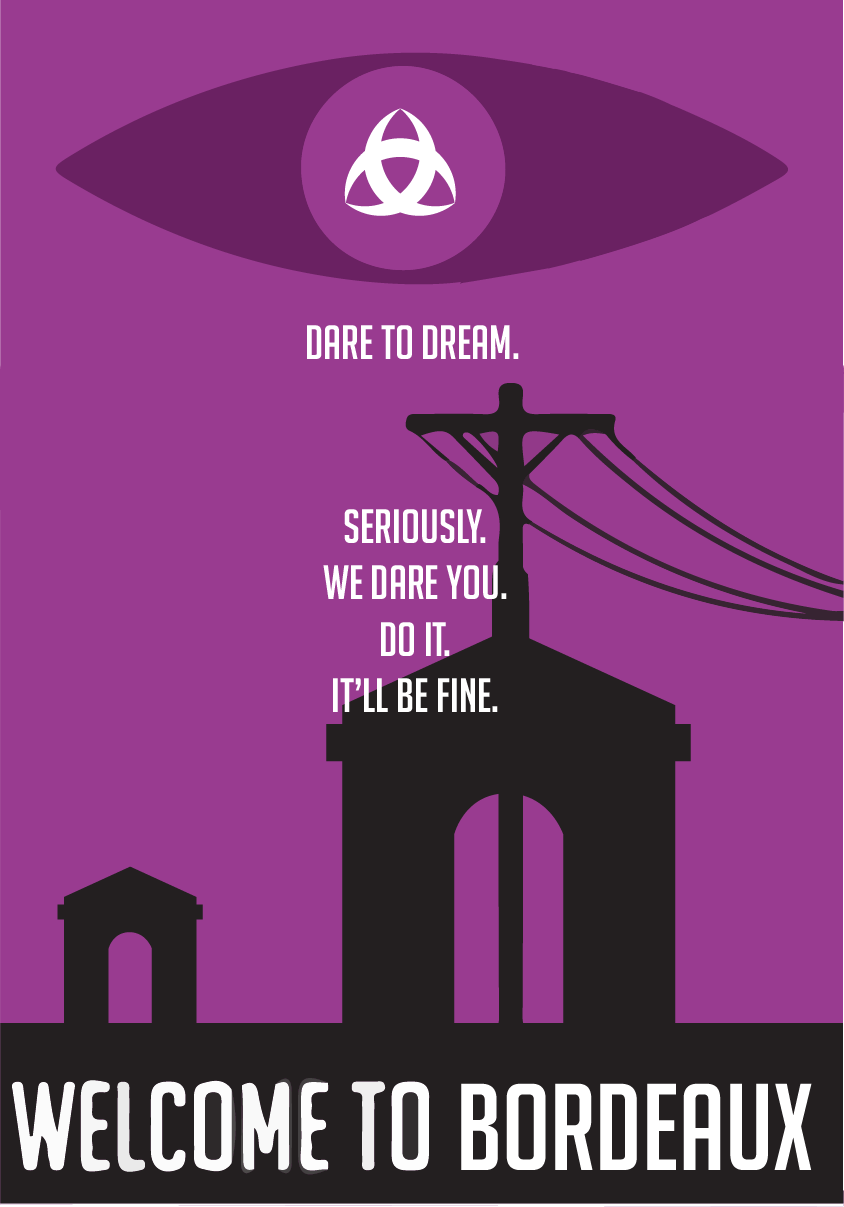 DARE TO DREAM.
SERIOUSLY.
WE DARE YOU.
DO IT.
IT'LL BE FINE.
WELCOME TO BORDEAUX